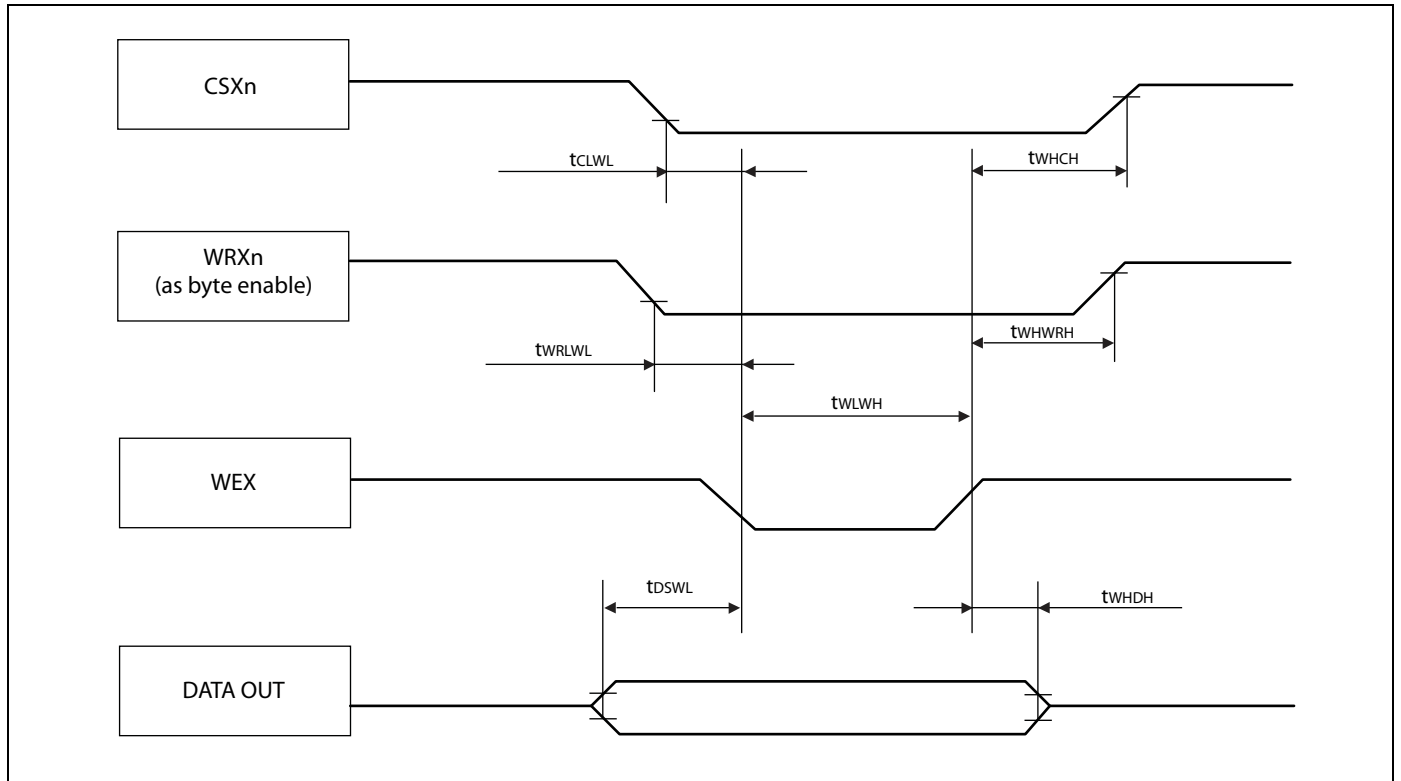 CSXn
tCLWL
tWHCH
WRXn
(as byte enable)
tWRLWL
tWHWRH
tWLWH
WEX
tDSWL
tWHDH
DATA OUT